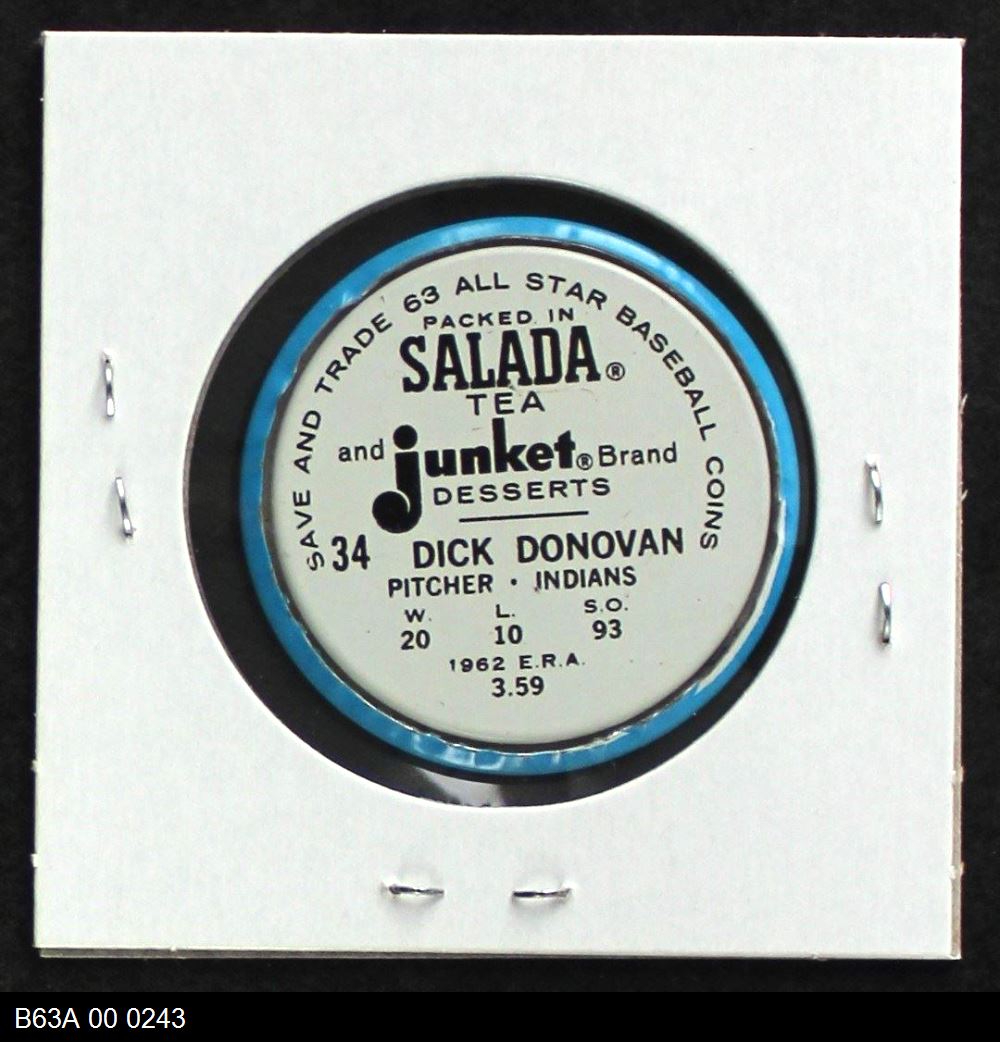 SAVE AND TRADE 63 ALL STAR BASEBALL COINS
PACKED IN
SALADA®
TEA
and junket® Brand
DESSERTS
34 DICK DONOVAN
PITCHER · INDIANS
W. L. S.O.
20 10 93
1962 E.R.A.
3.59
B63A 00 0243